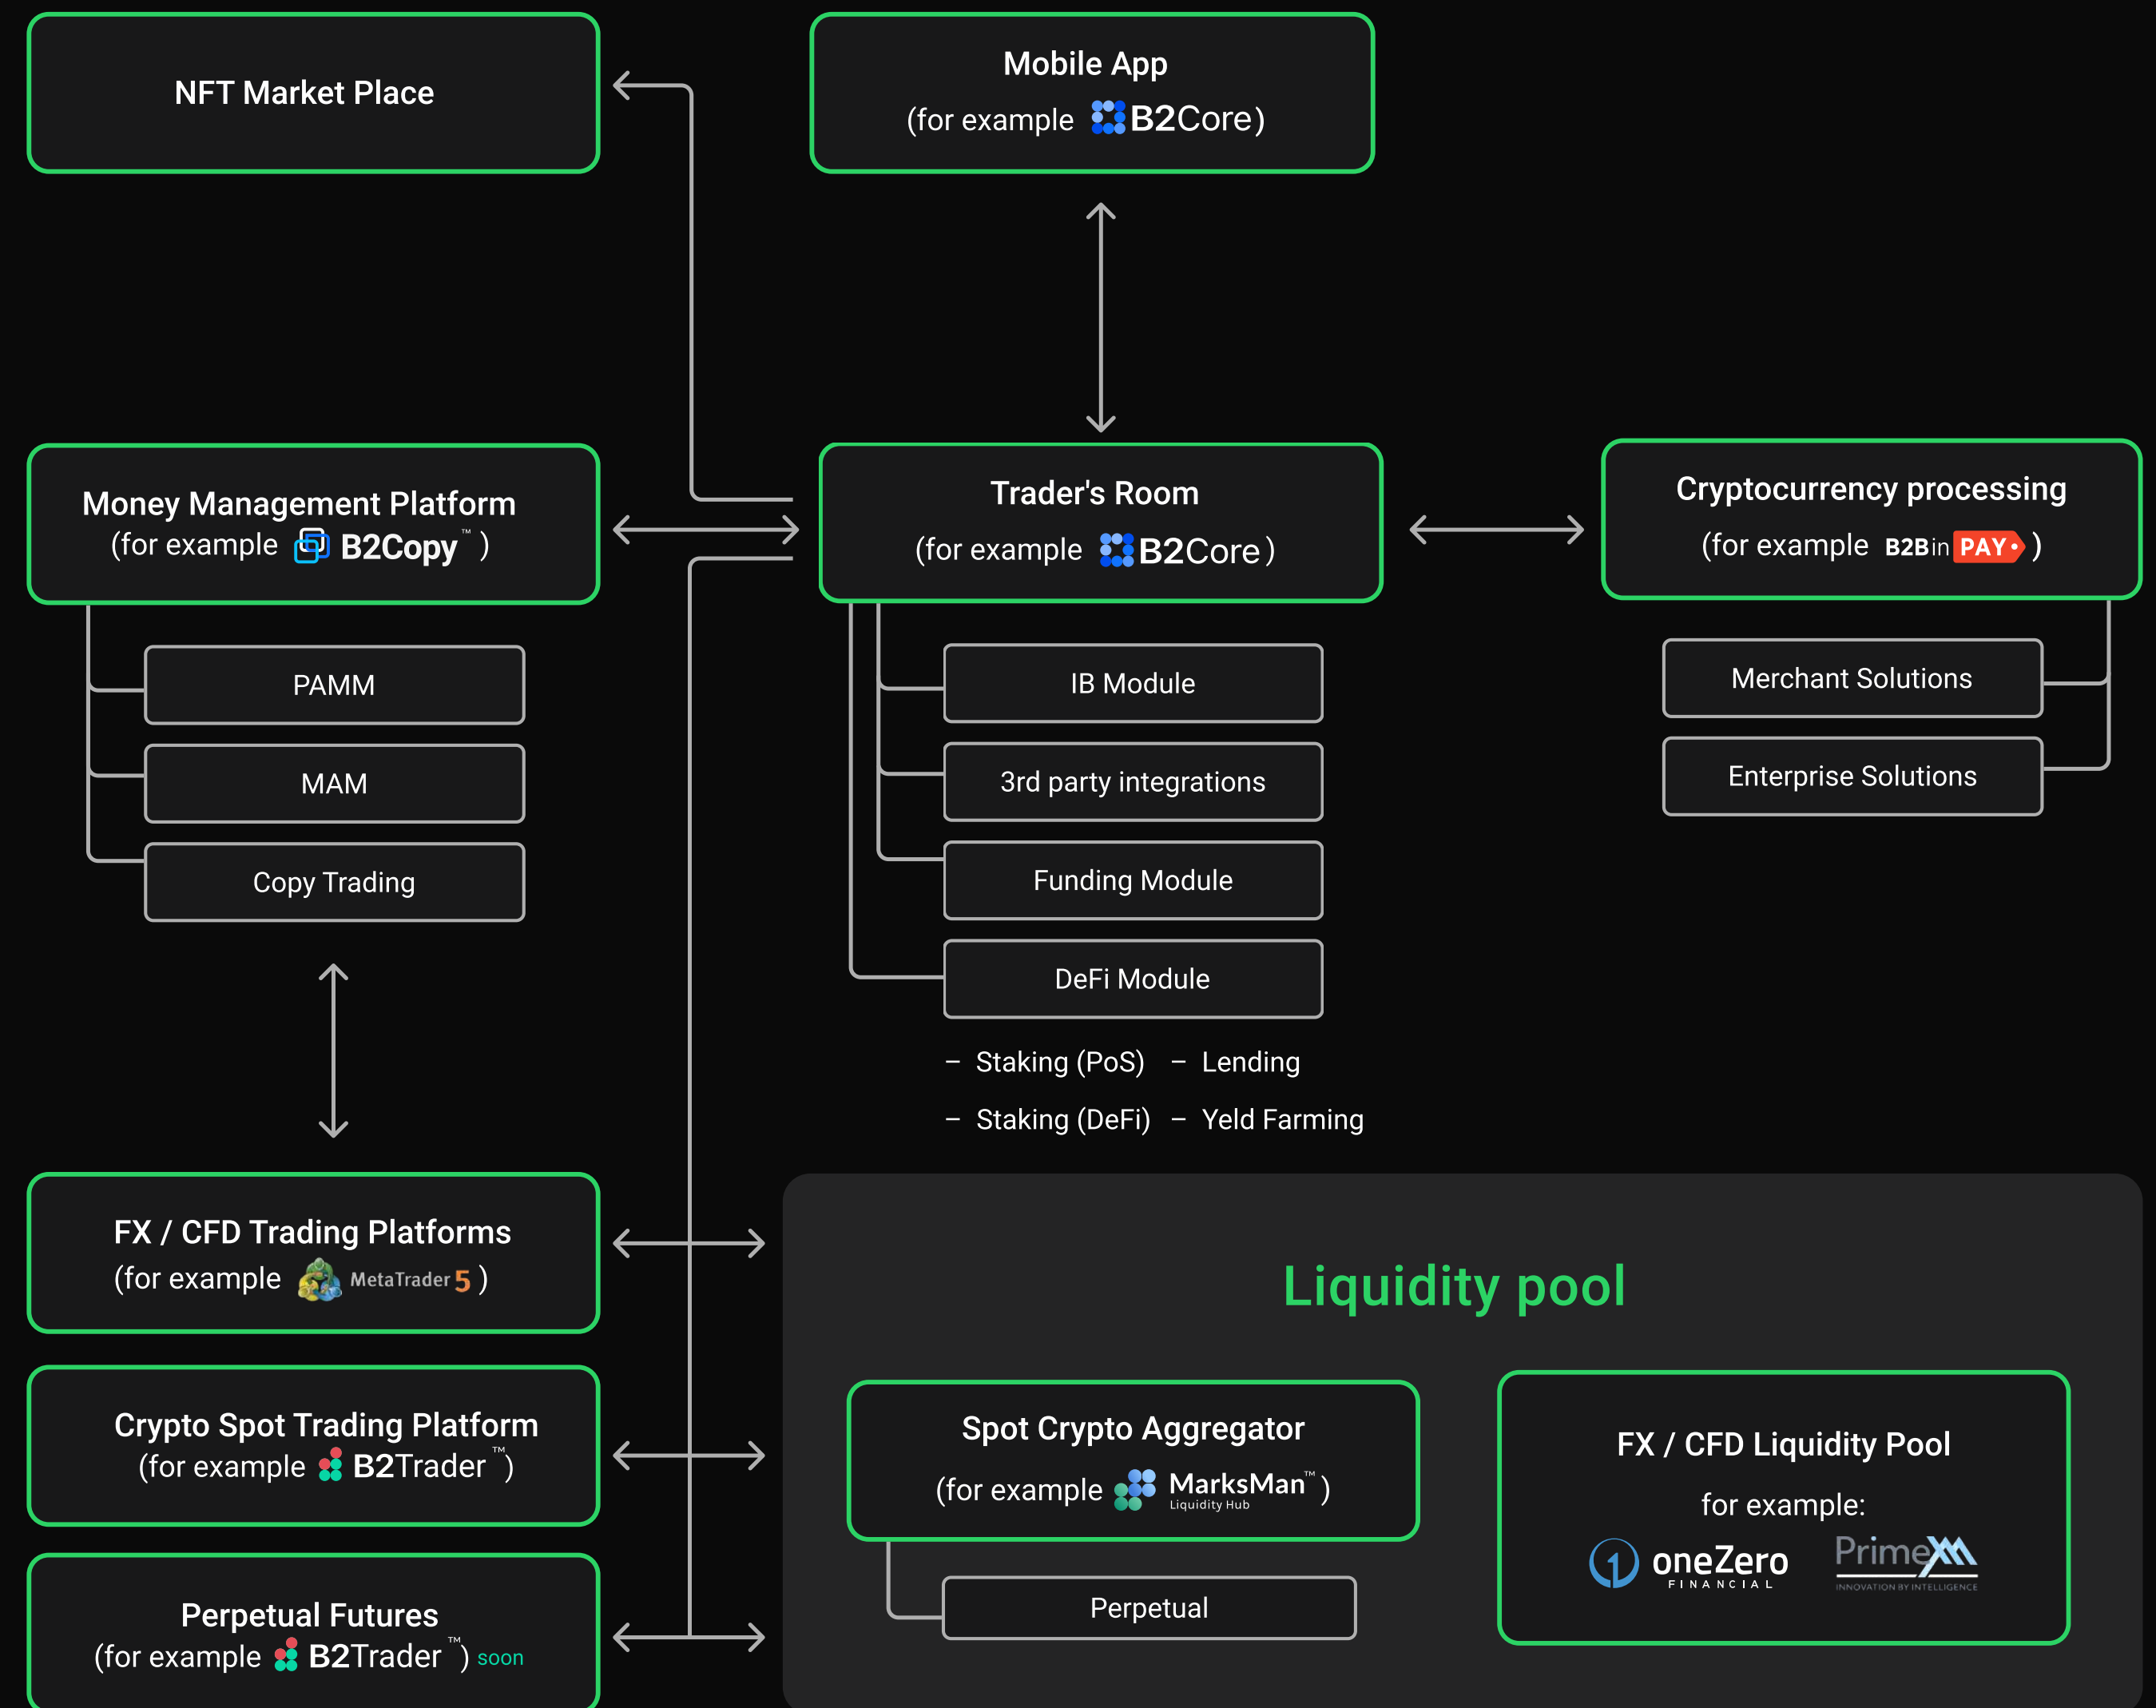 NFT Market Place
Mobile App
(for example B2Core)
Money Management Platform
(for example B2Copy™ )
PAMM
MAM
Copy Trading
Trader's Room
(for example B2Core)
IB Module
3rd party integrations
Funding Module
DeFi Module
– Staking (PoS) – Lending
– Staking (DeFi) – Yeld Farming
Cryptocurrency processing
(for example B2BinPAY )
Merchant Solutions
Enterprise Solutions
FX / CFD Trading Platforms
(for example MetaTrader 5 )
Crypto Spot Trading Platform
(for example B2Trader™)
Perpetual Futures
(for example B2Trader™) soon
Liquidity pool
Spot Crypto Aggregator
(for example MarksMan™ )
Liquidity Hub
Perpetual
FX / CFD Liquidity Pool
for example:
oneZero
FINANCIAL
PrimeXM
INNOVATION BY INTELLIGENCE